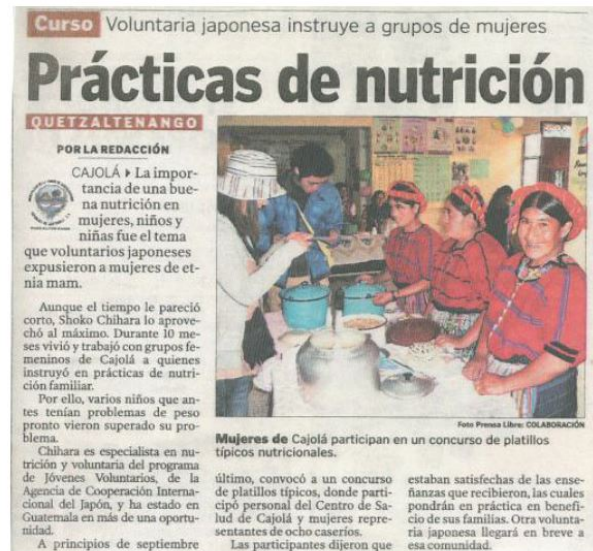 Curso Voluntaria japonesa instruye a grupos de mujeres
Prácticas de nutrición
QUETZALTENANGO
POR LA REDACCIÓN
CAJOLÁ ▸ La impor-
tancia de una bue-
na nutrición en
mujeres, niños y
niñas fue el tema
que voluntarios japoneses
expusieron a mujeres de et-
nia mam.
Aunque el tiempo le pareció
corto, Shoko Chihara lo aprove-
chó al máximo. Durante 10 me-
ses vivió y trabajó con grupos fe-
meninos de Cajolá a quienes
instruyó en prácticas de nutri-
ción familiar.
Por ello, varios niños que an-
tes tenían problemas de peso
pronto vieron superado su pro-
blema.
Chihara es especialista en nu-
trición y voluntaria del programa
de Jóvenes Voluntarios, de la
Agencia de Cooperación Interna-
cional del Japón, y ha estado en
Guatemala en más de una oportu-
nidad.
A principios de septiembre
Foto Prensa Libre: COLABORACIÓN
Mujeres de Cajolá participan en un concurso de platillos
típicos nutricionales.
último, convocó a un concurso
de platillos típicos, donde parti-
cipó personal del Centro de Sa-
lud de Cajolá y mujeres repre-
sentantes de ocho caseríos.
Las participantes dijeron que
estaban satisfechas de las ense-
ñanzas que recibieron, las cuales
pondrán en práctica en benefi-
cio de sus familias. Otra volunta-
ria japonesa llegará en breve a
esa comunidad.